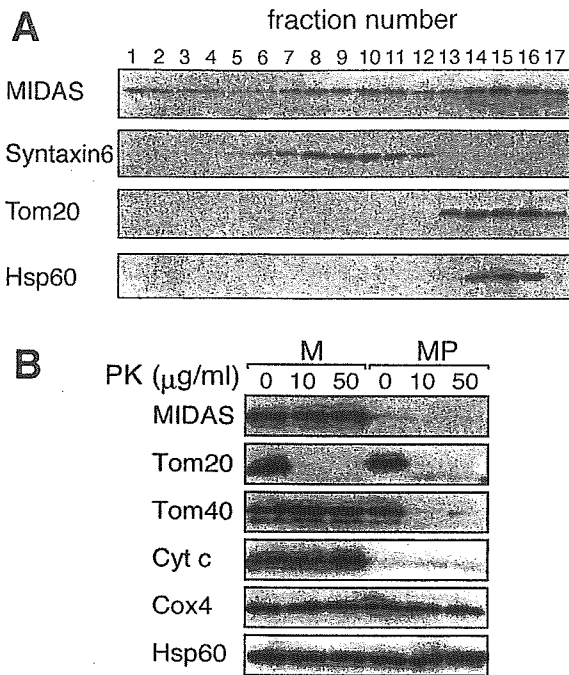 A
fraction number
1 2 3 4 5 6 7 8 9 10 11 12 13 14 15 16 17
MIDAS
Syntaxin6
Tom20
Hsp60
B
M MP
PK (μg/ml) 0 10 50 0 10 50
MIDAS
Tom20
Tom40
Cyt c
Cox4
Hsp60